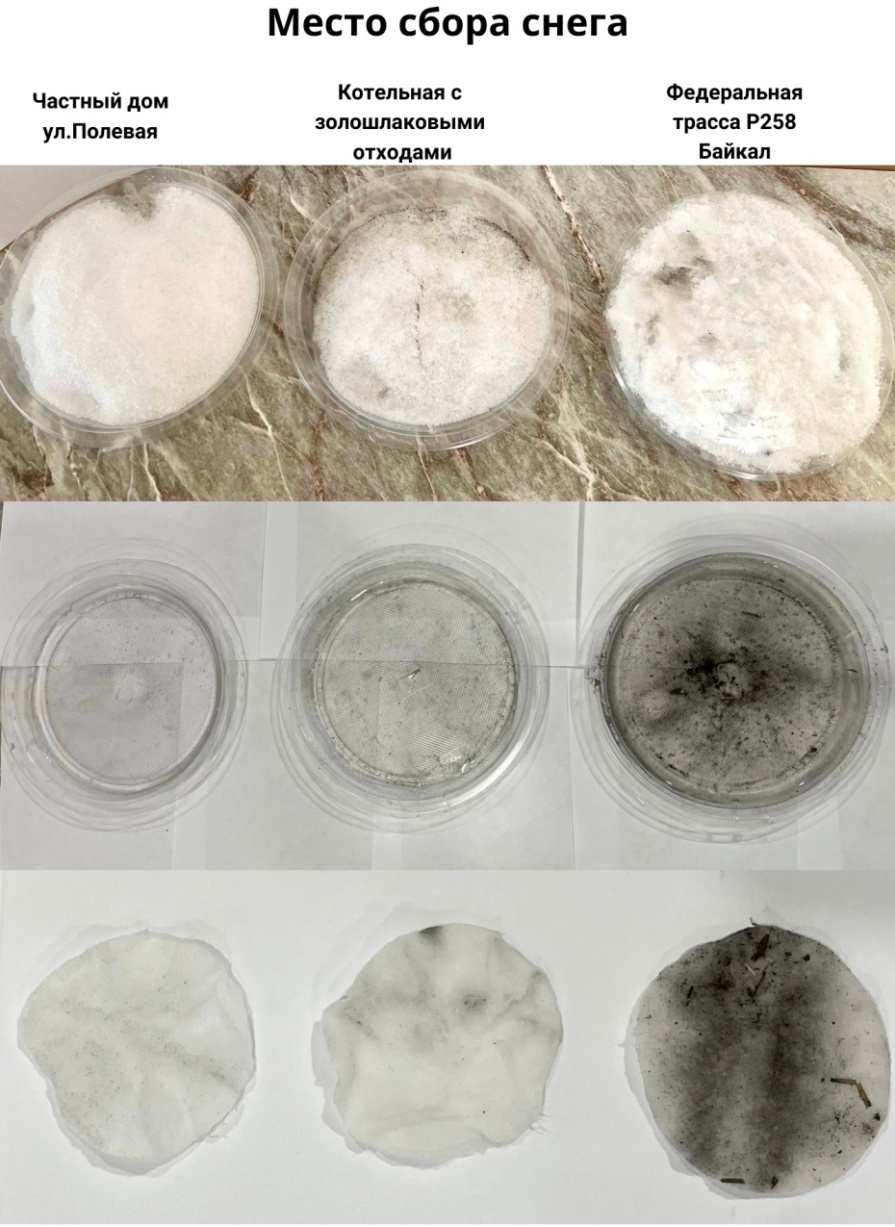 Место сбора снега
Частный дом
ул.Полевая
Котельная с
золошлаковыми
отходами
Федеральная
трасса Р258
Байкал